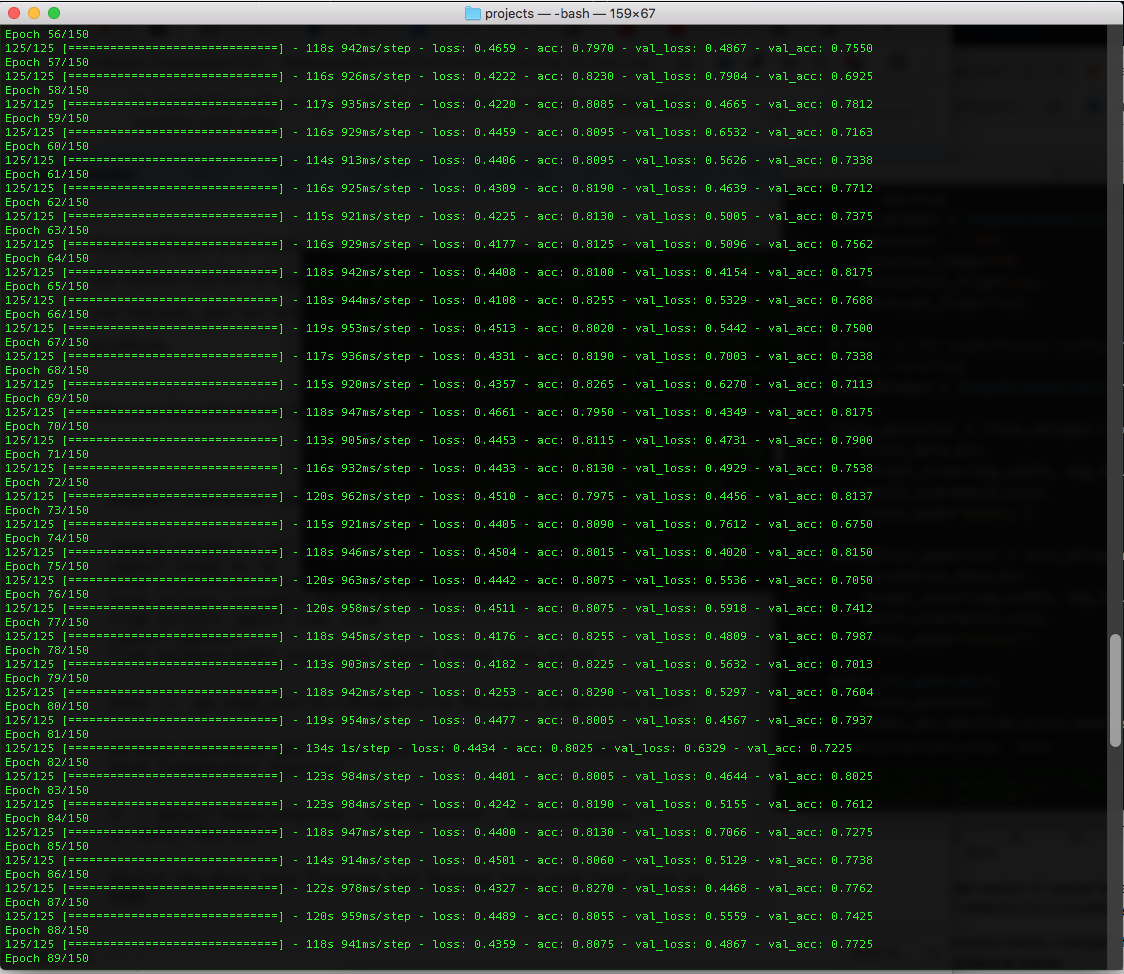 projects — -bash — 159×67
Epoch 56/150
125/125 [==============================] - 118s 942ms/step - loss: 0.4659 - acc: 0.7970 - val_loss: 0.4867 - val_acc: 0.7550
Epoch 57/150
125/125 [==============================] - 116s 926ms/step - loss: 0.4222 - acc: 0.8230 - val_loss: 0.7904 - val_acc: 0.6925
Epoch 58/150
125/125 [==============================] - 117s 935ms/step - loss: 0.4220 - acc: 0.8085 - val_loss: 0.4665 - val_acc: 0.7812
Epoch 59/150
125/125 [==============================] - 116s 929ms/step - loss: 0.4459 - acc: 0.8095 - val_loss: 0.6532 - val_acc: 0.7163
Epoch 60/150
125/125 [==============================] - 114s 913ms/step - loss: 0.4406 - acc: 0.8095 - val_loss: 0.5626 - val_acc: 0.7338
Epoch 61/150
125/125 [==============================] - 116s 925ms/step - loss: 0.4309 - acc: 0.8190 - val_loss: 0.4639 - val_acc: 0.7712
Epoch 62/150
125/125 [==============================] - 115s 921ms/step - loss: 0.4225 - acc: 0.8130 - val_loss: 0.5005 - val_acc: 0.7375
Epoch 63/150
125/125 [==============================] - 116s 929ms/step - loss: 0.4177 - acc: 0.8125 - val_loss: 0.5096 - val_acc: 0.7562
Epoch 64/150
125/125 [==============================] - 118s 942ms/step - loss: 0.4408 - acc: 0.8100 - val_loss: 0.4154 - val_acc: 0.8175
Epoch 65/150
125/125 [==============================] - 118s 944ms/step - loss: 0.4108 - acc: 0.8255 - val_loss: 0.5329 - val_acc: 0.7688
Epoch 66/150
125/125 [==============================] - 119s 953ms/step - loss: 0.4513 - acc: 0.8020 - val_loss: 0.5442 - val_acc: 0.7500
Epoch 67/150
125/125 [==============================] - 117s 936ms/step - loss: 0.4331 - acc: 0.8190 - val_loss: 0.7003 - val_acc: 0.7338
Epoch 68/150
125/125 [==============================] - 115s 920ms/step - loss: 0.4357 - acc: 0.8265 - val_loss: 0.6270 - val_acc: 0.7113
Epoch 69/150
125/125 [==============================] - 118s 947ms/step - loss: 0.4661 - acc: 0.7950 - val_loss: 0.4349 - val_acc: 0.8175
Epoch 70/150
125/125 [==============================] - 113s 905ms/step - loss: 0.4453 - acc: 0.8115 - val_loss: 0.4731 - val_acc: 0.7900
Epoch 71/150
125/125 [==============================] - 116s 932ms/step - loss: 0.4433 - acc: 0.8130 - val_loss: 0.4929 - val_acc: 0.7538
Epoch 72/150
125/125 [==============================] - 120s 962ms/step - loss: 0.4510 - acc: 0.7975 - val_loss: 0.4456 - val_acc: 0.8137
Epoch 73/150
125/125 [==============================] - 115s 921ms/step - loss: 0.4405 - acc: 0.8090 - val_loss: 0.7612 - val_acc: 0.6750
Epoch 74/150
125/125 [==============================] - 118s 946ms/step - loss: 0.4504 - acc: 0.8015 - val_loss: 0.4020 - val_acc: 0.8150
Epoch 75/150
125/125 [==============================] - 120s 963ms/step - loss: 0.4442 - acc: 0.8075 - val_loss: 0.5536 - val_acc: 0.7050
Epoch 76/150
125/125 [==============================] - 120s 958ms/step - loss: 0.4511 - acc: 0.8075 - val_loss: 0.5918 - val_acc: 0.7412
Epoch 77/150
125/125 [==============================] - 118s 945ms/step - loss: 0.4176 - acc: 0.8255 - val_loss: 0.4809 - val_acc: 0.7987
Epoch 78/150
125/125 [==============================] - 113s 903ms/step - loss: 0.4182 - acc: 0.8225 - val_loss: 0.5632 - val_acc: 0.7013
Epoch 79/150
125/125 [==============================] - 118s 942ms/step - loss: 0.4253 - acc: 0.8290 - val_loss: 0.5297 - val_acc: 0.7604
Epoch 80/150
125/125 [==============================] - 119s 954ms/step - loss: 0.4477 - acc: 0.8005 - val_loss: 0.4567 - val_acc: 0.7937
Epoch 81/150
125/125 [==============================] - 134s 1s/step - loss: 0.4434 - acc: 0.8025 - val_loss: 0.6329 - val_acc: 0.7225
Epoch 82/150
125/125 [==============================] - 123s 984ms/step - loss: 0.4401 - acc: 0.8005 - val_loss: 0.4644 - val_acc: 0.8025
Epoch 83/150
125/125 [==============================] - 123s 984ms/step - loss: 0.4242 - acc: 0.8190 - val_loss: 0.5155 - val_acc: 0.7612
Epoch 84/150
125/125 [==============================] - 118s 947ms/step - loss: 0.4400 - acc: 0.8130 - val_loss: 0.7066 - val_acc: 0.7275
Epoch 85/150
125/125 [==============================] - 114s 914ms/step - loss: 0.4501 - acc: 0.8060 - val_loss: 0.5129 - val_acc: 0.7738
Epoch 86/150
125/125 [==============================] - 122s 978ms/step - loss: 0.4327 - acc: 0.8270 - val_loss: 0.4468 - val_acc: 0.7762
Epoch 87/150
125/125 [==============================] - 120s 959ms/step - loss: 0.4489 - acc: 0.8055 - val_loss: 0.5559 - val_acc: 0.7425
Epoch 88/150
125/125 [==============================] - 118s 941ms/step - loss: 0.4359 - acc: 0.8075 - val_loss: 0.4867 - val_acc: 0.7725
Epoch 89/150